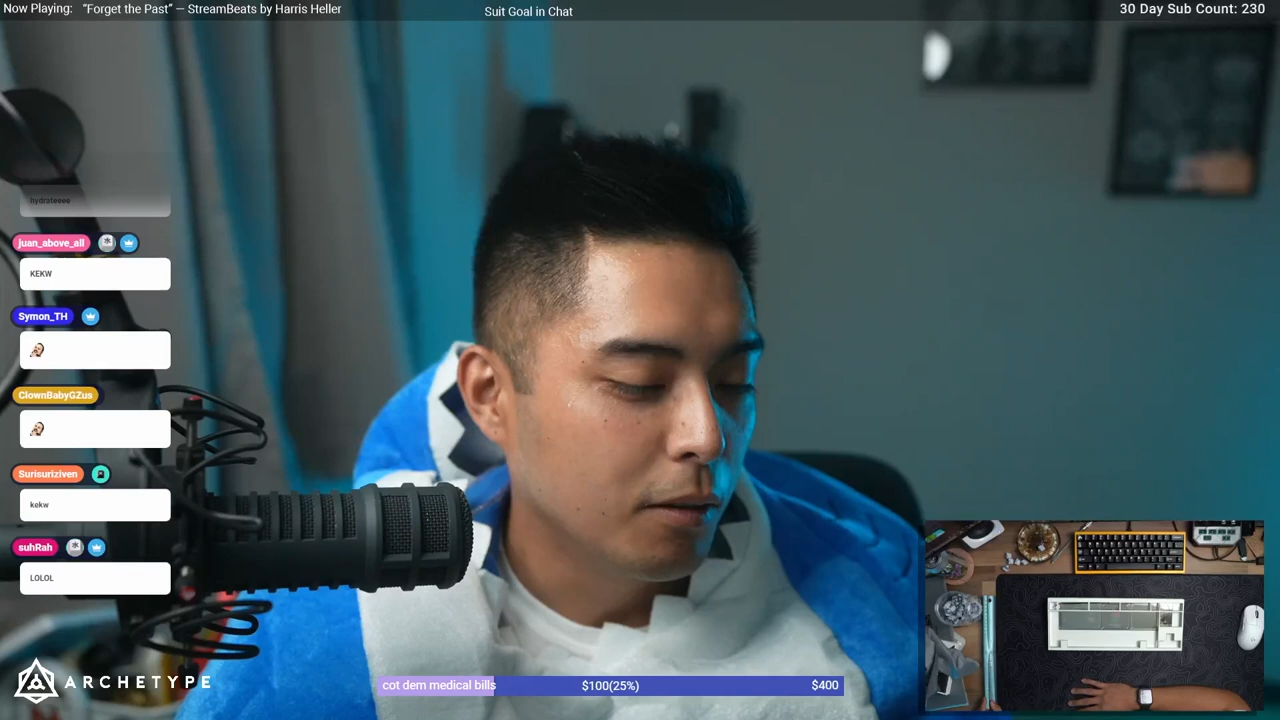 Now Playing: "Forget the Past" — StreamBeats by Harris Heller
Suit Goal in Chat
30 Day Sub Count: 230
hydrateeee
juan_above_all
KEKW
Symon_TH
ClownBabyGZus
Surisuriziven
kekw
suhRah
LOLOL
ARCHETYPE
cot dem medical bills
$100(25%)
$400